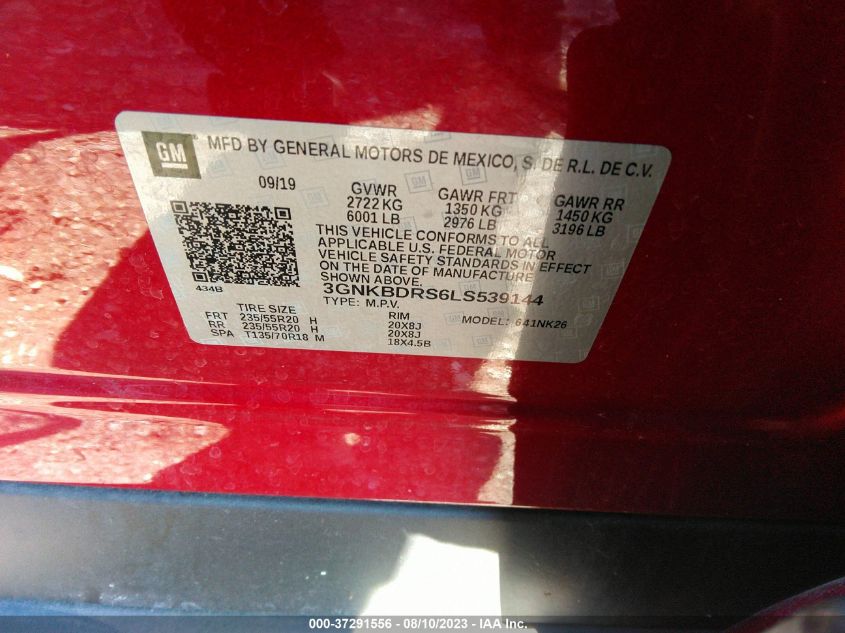 GM MFD BY GENERAL MOTORS DE MEXICO, S. DE R.L. DE C.V.
09/19 GVWR GAWR FRT GAWR RR
2722 KG 1350 KG 1450 KG
6001 LB 2976 LB 3196 LB
THIS VEHICLE CONFORMS TO ALL
APPLICABLE U.S. FEDERAL MOTOR
VEHICLE SAFETY STANDARDS IN EFFECT
ON THE DATE OF MANUFACTURE
SHOWN ABOVE.
434B
3GNKBDRS6LS539144
TYPE: M.P.V. MODEL: 641NK26
TIRE SIZE RIM
FRT 235/55R20 H 20X8J
RR 235/55R20 H 20X8J
SPA T135/70R18 M 18X4.5B
000-37291556 - 08/10/2023 - IAA Inc.